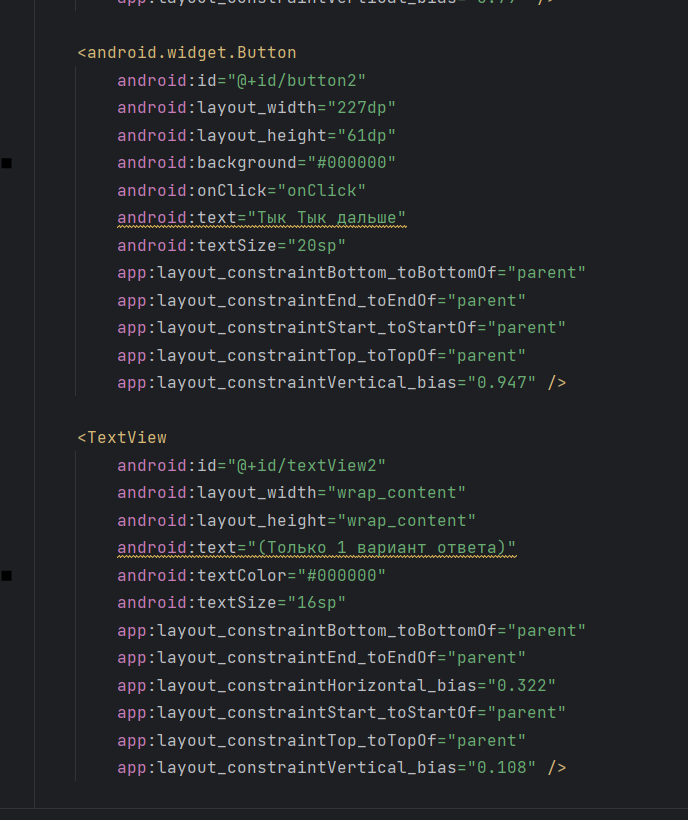 <android.widget.Button
android:id="@+id/button2"
android:layout_width="227dp"
android:layout_height="61dp"
android:background="#000000"
android:onClick="onClick"
android:text="Тык Тык дальше"
android:textSize="20sp"
app:layout_constraintBottom_toBottomOf="parent"
app:layout_constraintEnd_toEndOf="parent"
app:layout_constraintStart_toStartOf="parent"
app:layout_constraintTop_toTopOf="parent"
app:layout_constraintVertical_bias="0.947" />
<TextView
android:id="@+id/textView2"
android:layout_width="wrap_content"
android:layout_height="wrap_content"
android:text="(Только 1 вариант ответа)"
android:textColor="#000000"
android:textSize="16sp"
app:layout_constraintBottom_toBottomOf="parent"
app:layout_constraintEnd_toEndOf="parent"
app:layout_constraintHorizontal_bias="0.322"
app:layout_constraintStart_toStartOf="parent"
app:layout_constraintTop_toTopOf="parent"
app:layout_constraintVertical_bias="0.108" />